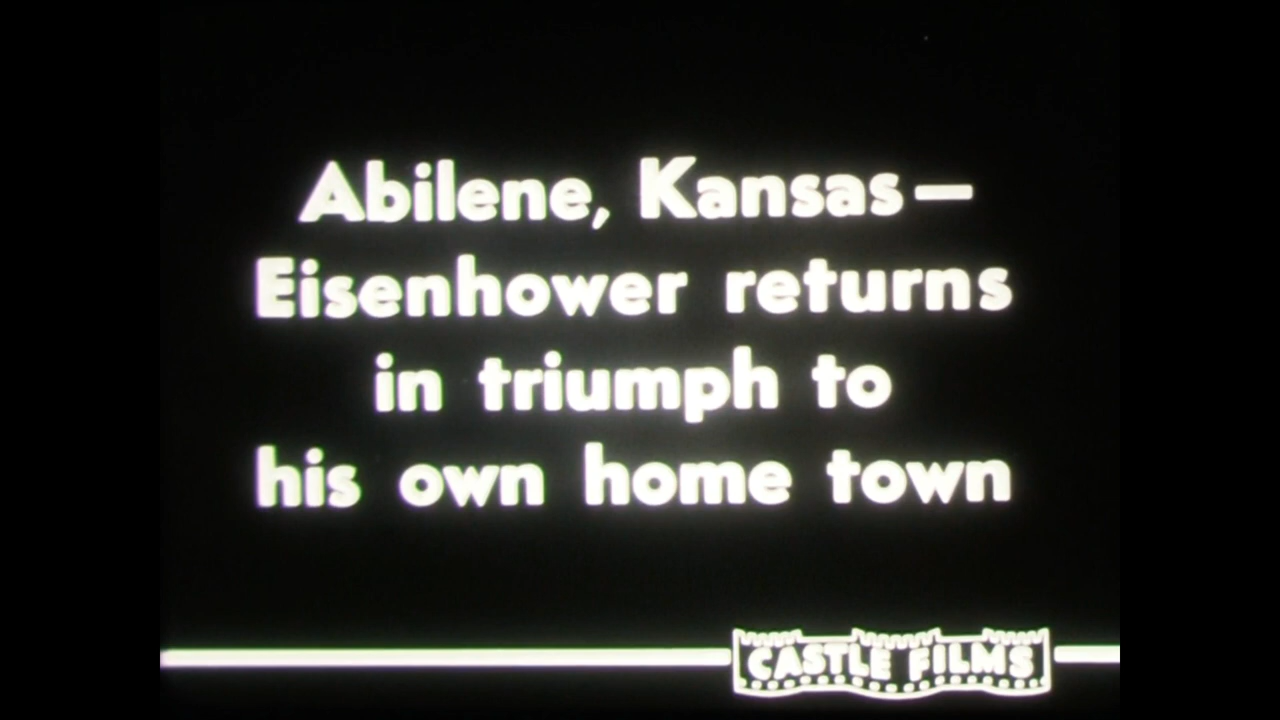 Abilene, Kansas—
Eisenhower returns
in triumph to
his own home town
CASTLE FILMS